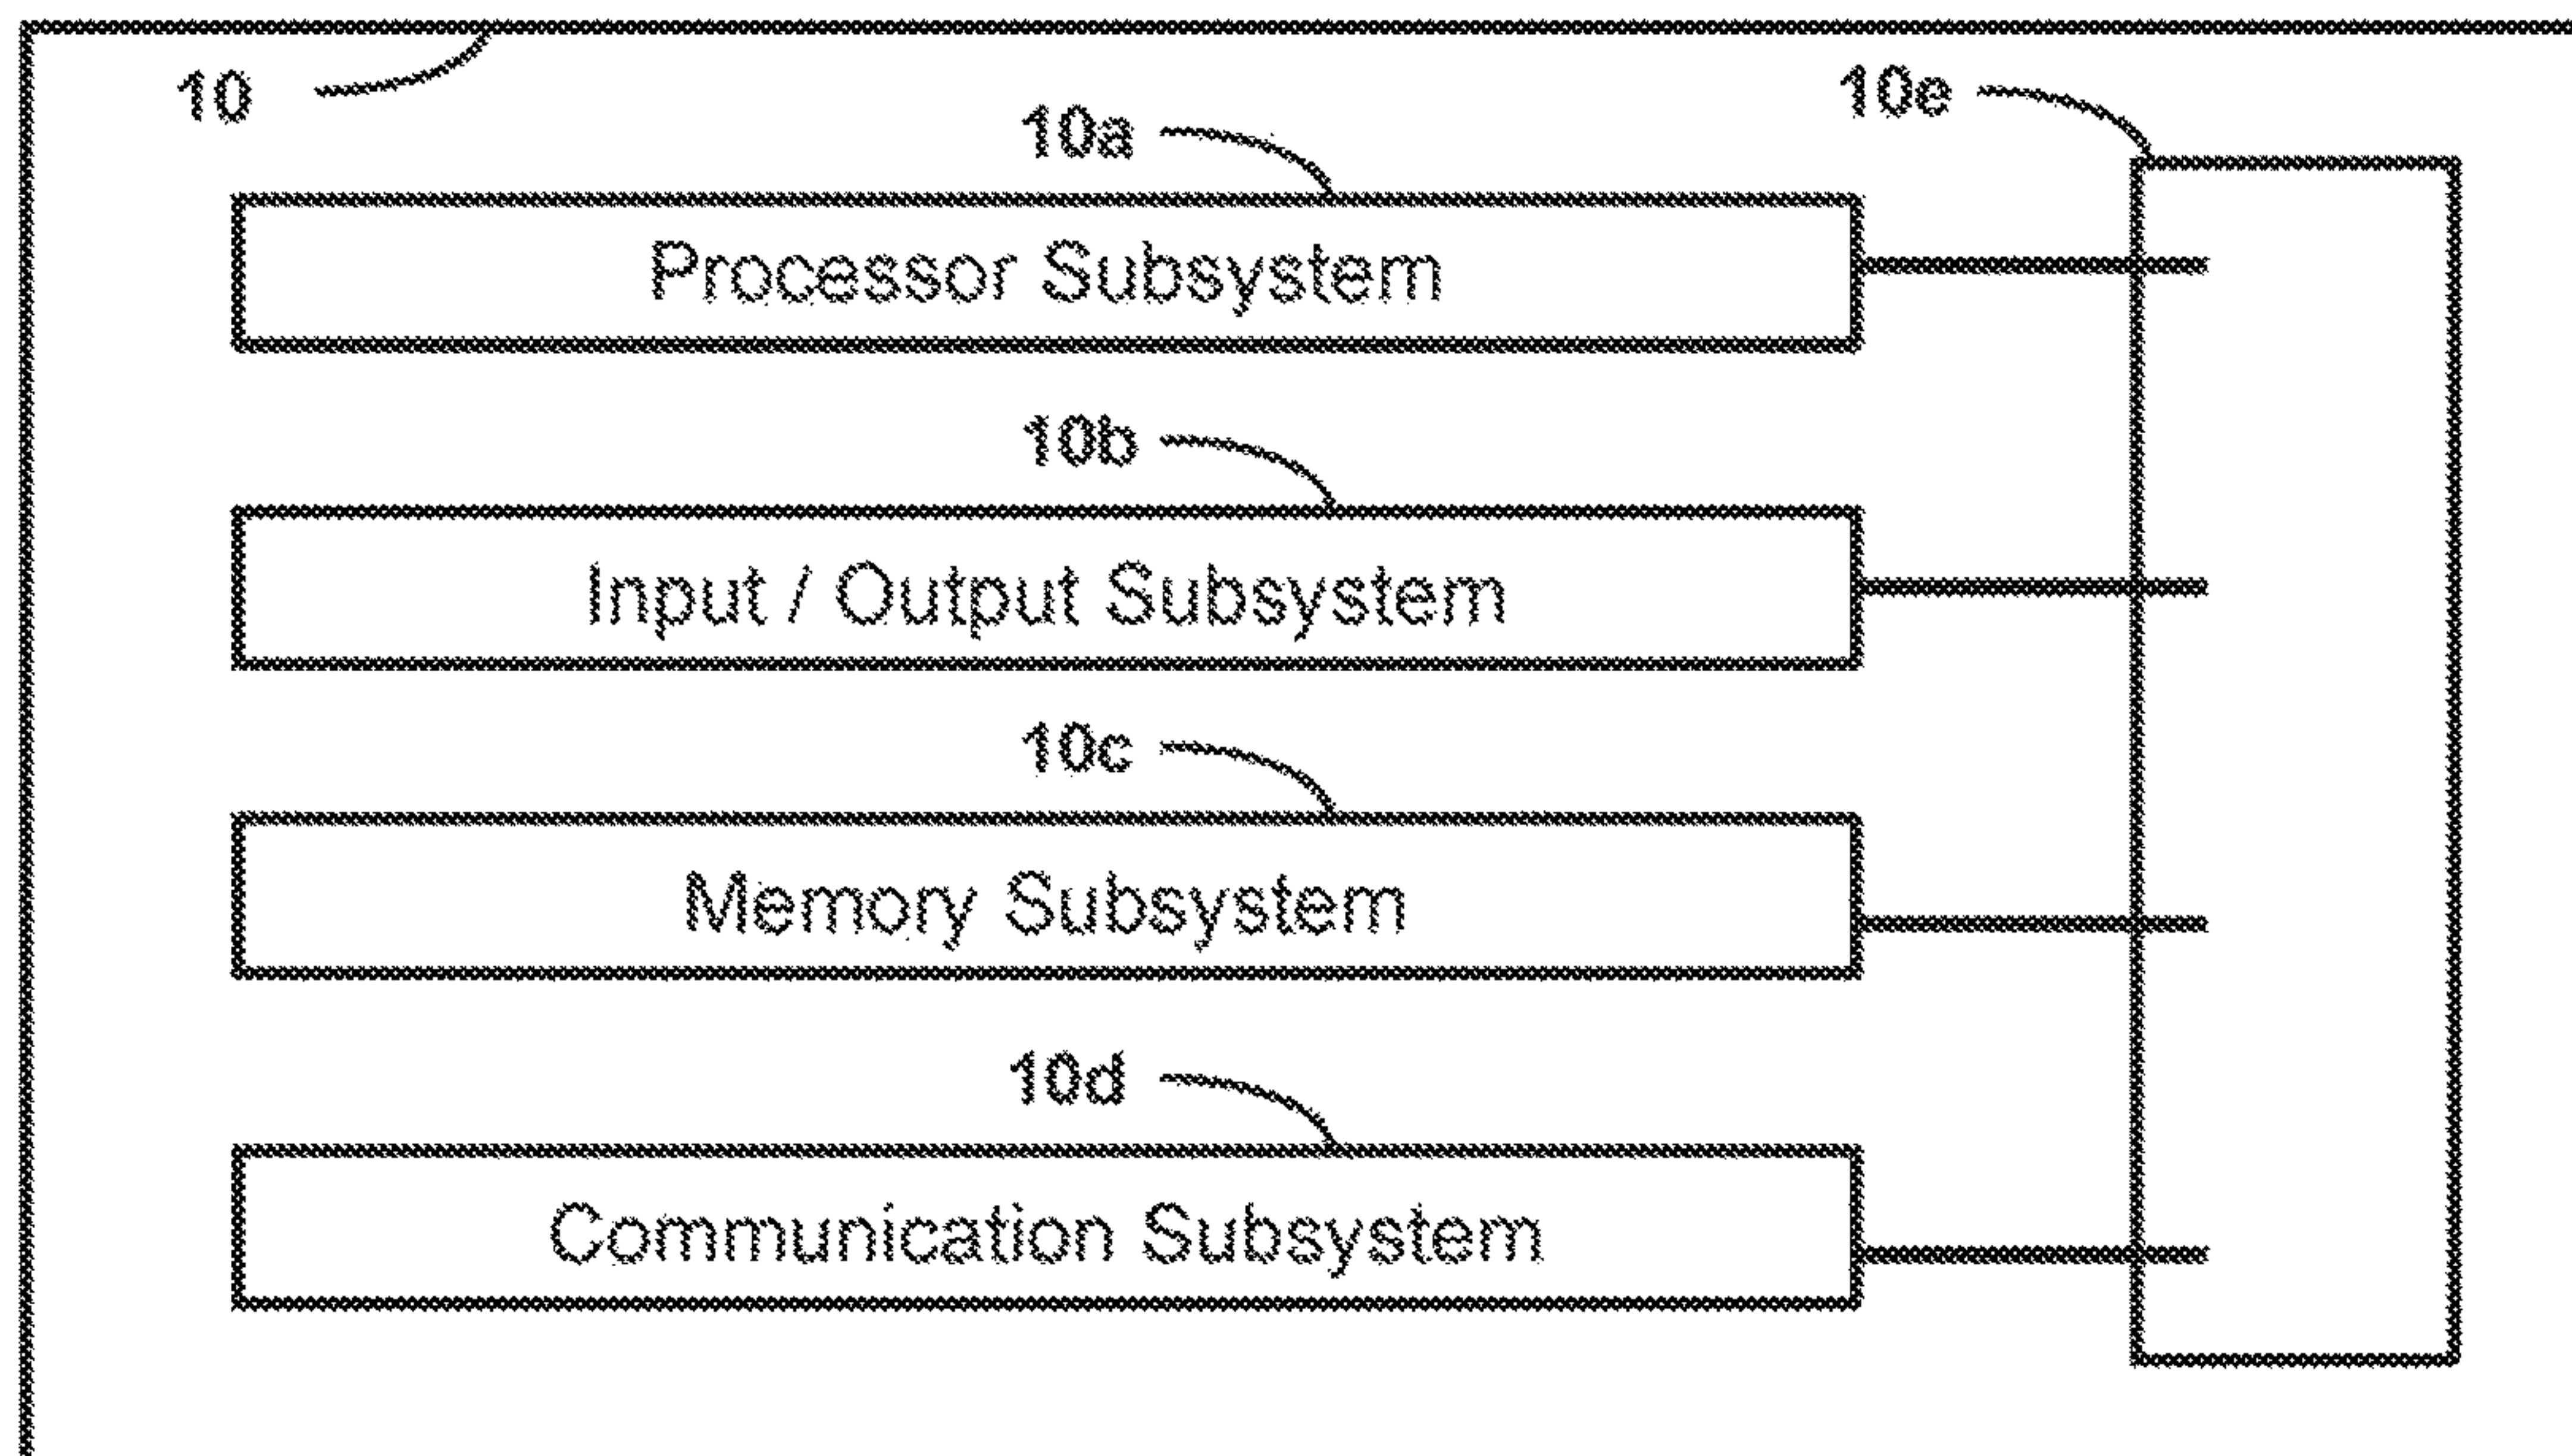 10
10e
10a
Processor Subsystem
10b
Input / Output Subsystem
10c
Memory Subsystem
10d
Communication Subsystem